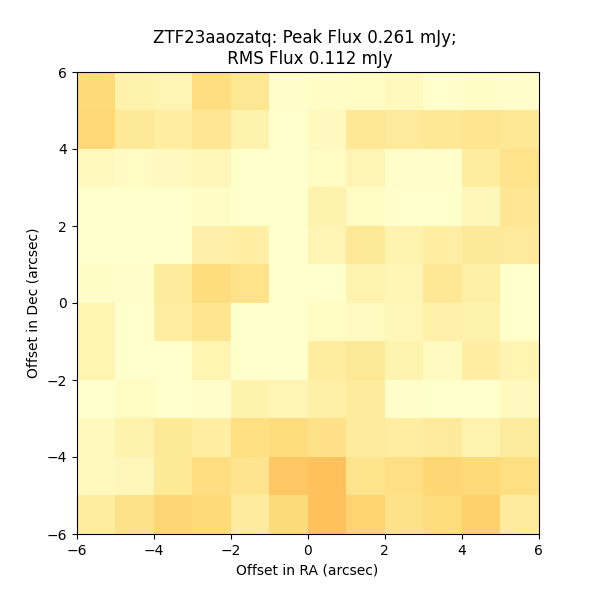 ZTF23aaozatq: Peak Flux 0.261 mJy;
RMS Flux 0.112 mJy
6
4
2
0
−2
−4
−6
Offset in Dec (arcsec)
−6 −4 −2 0 2 4 6
Offset in RA (arcsec)